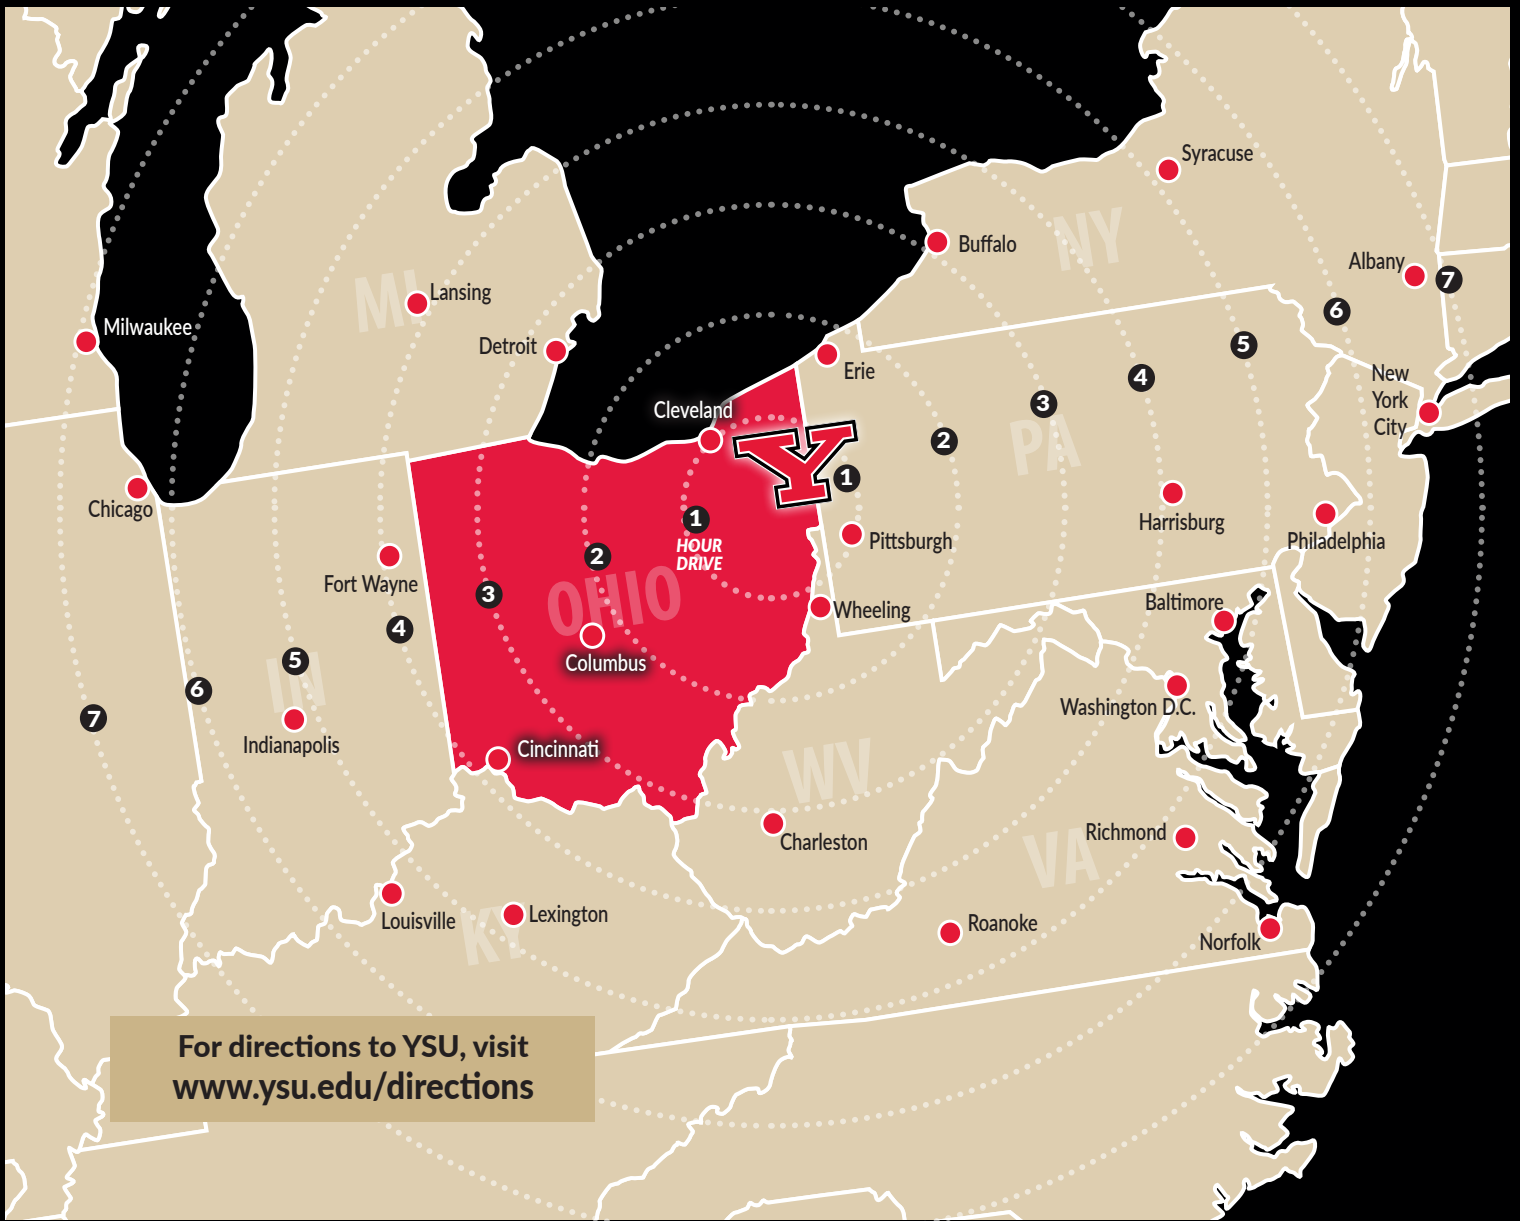 Syracuse
NY
Buffalo
Albany
7
MI
Lansing
6
Milwaukee
Detroit
5
Erie
4
New
York
City
3
Cleveland
Y
2
PA
1
Chicago
Harrisburg
Philadelphia
1
HOUR
DRIVE
Pittsburgh
2
Fort Wayne
3
OHIO
Wheeling
Baltimore
4
Columbus
5
IN
6
Washington D.C.
7
Indianapolis
Cincinnati
WV
Charleston
Richmond
VA
Louisville
KY
Lexington
Roanoke
Norfolk
For directions to YSU, visit
www.ysu.edu/directions